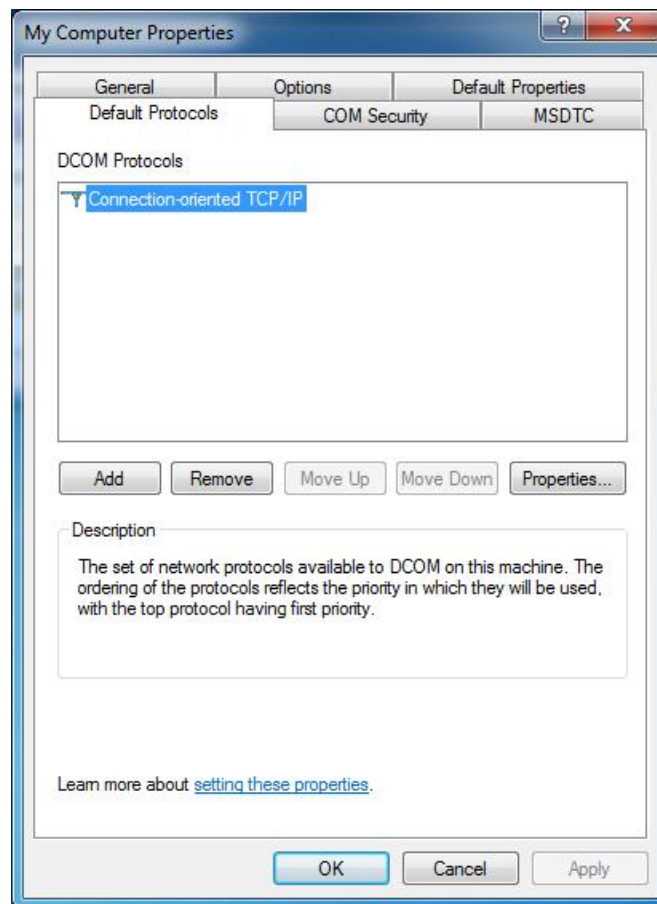 My Computer Properties
General Options Default Properties
Default Protocols COM Security MSDTC
DCOM Protocols
Connection-oriented TCP/IP
Add Remove Move Up Move Down Properties...
Description
The set of network protocols available to DCOM on this machine. The
ordering of the protocols reflects the priority in which they will be used,
with the top protocol having first priority.
Learn more about setting these properties.
OK Cancel Apply